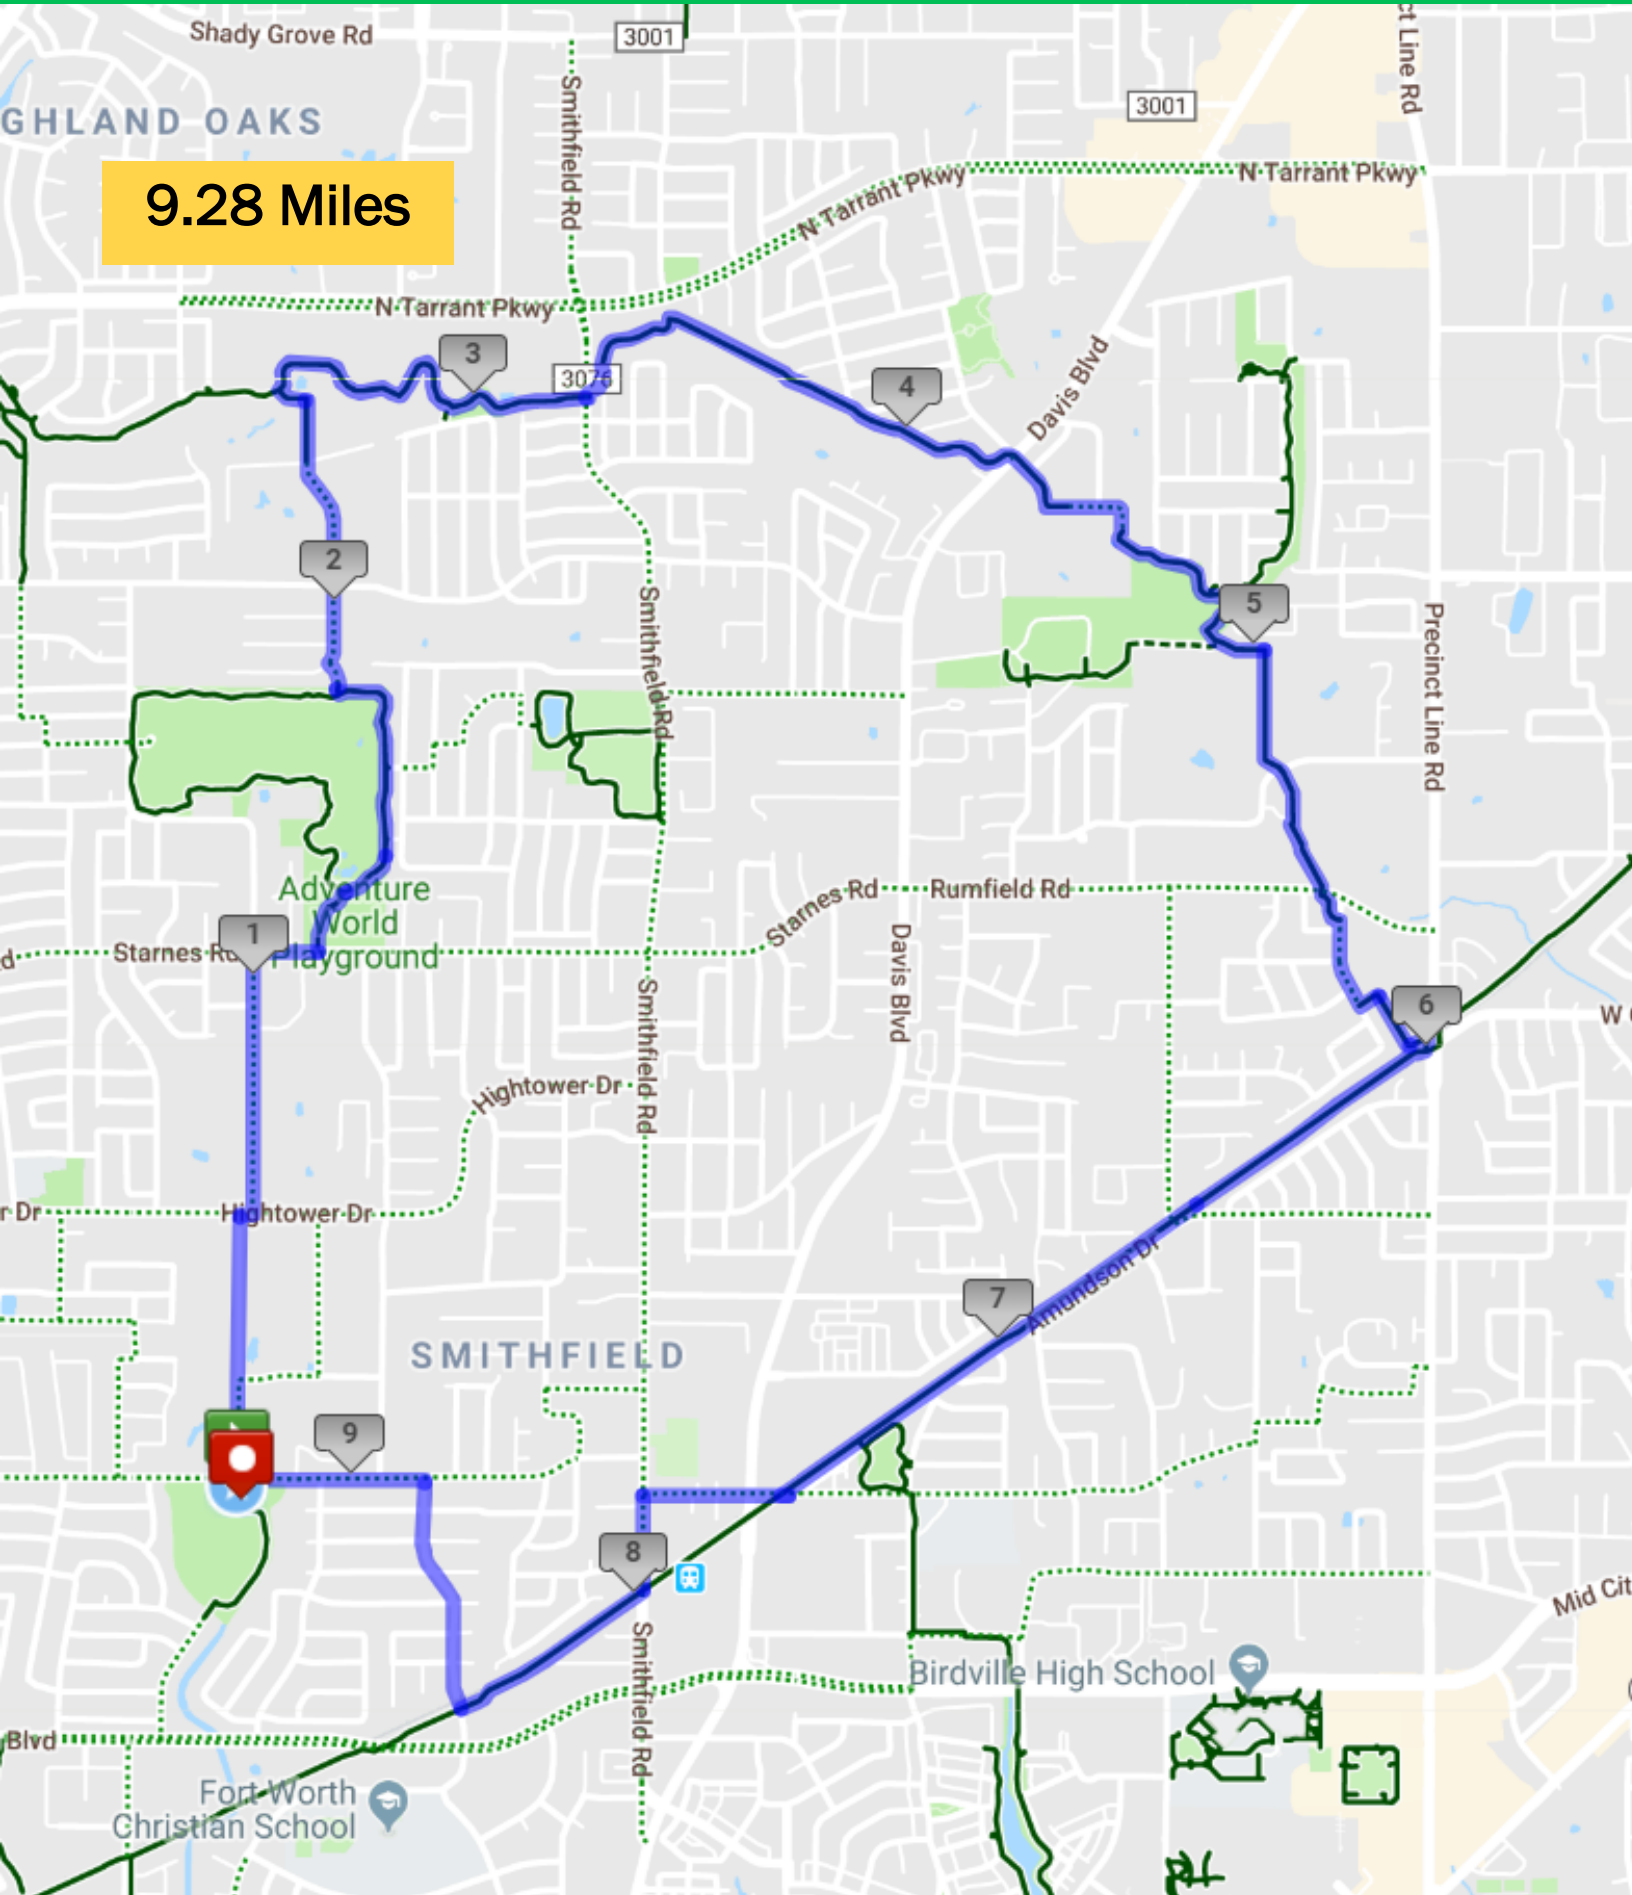 Shady Grove Rd
3001
ct Line Rd
3001
GHLAND OAKS
Smithfield Rd
9.28 Miles
N Tarrant Pkwy
N Tarrant Pkwy
N Tarrant Pkwy
3
3076
4
Davis Blvd
2
5
Smithfield Rd
Precinct Line Rd
Adventure
World
Playground
Starnes Rd
Rumfield Rd
1
Starnes Rd
d
Davis Blvd
Smithfield Rd
6
W
Hightower Dr
r Dr
Hightower Dr
7
Amundson Dr
SMITHFIELD
9
8
Mid Cit
Smithfield Rd
Birdville High School
Blvd
Fort Worth
Christian School